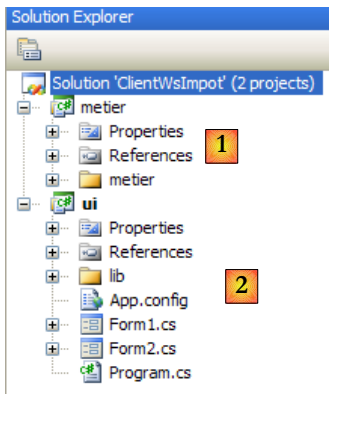 Solution Explorer
Solution 'ClientWsImpot' (2 projects)
metier
Properties
References
1
metier
ui
Properties
References
lib
2
App.config
Form1.cs
Form2.cs
Program.cs